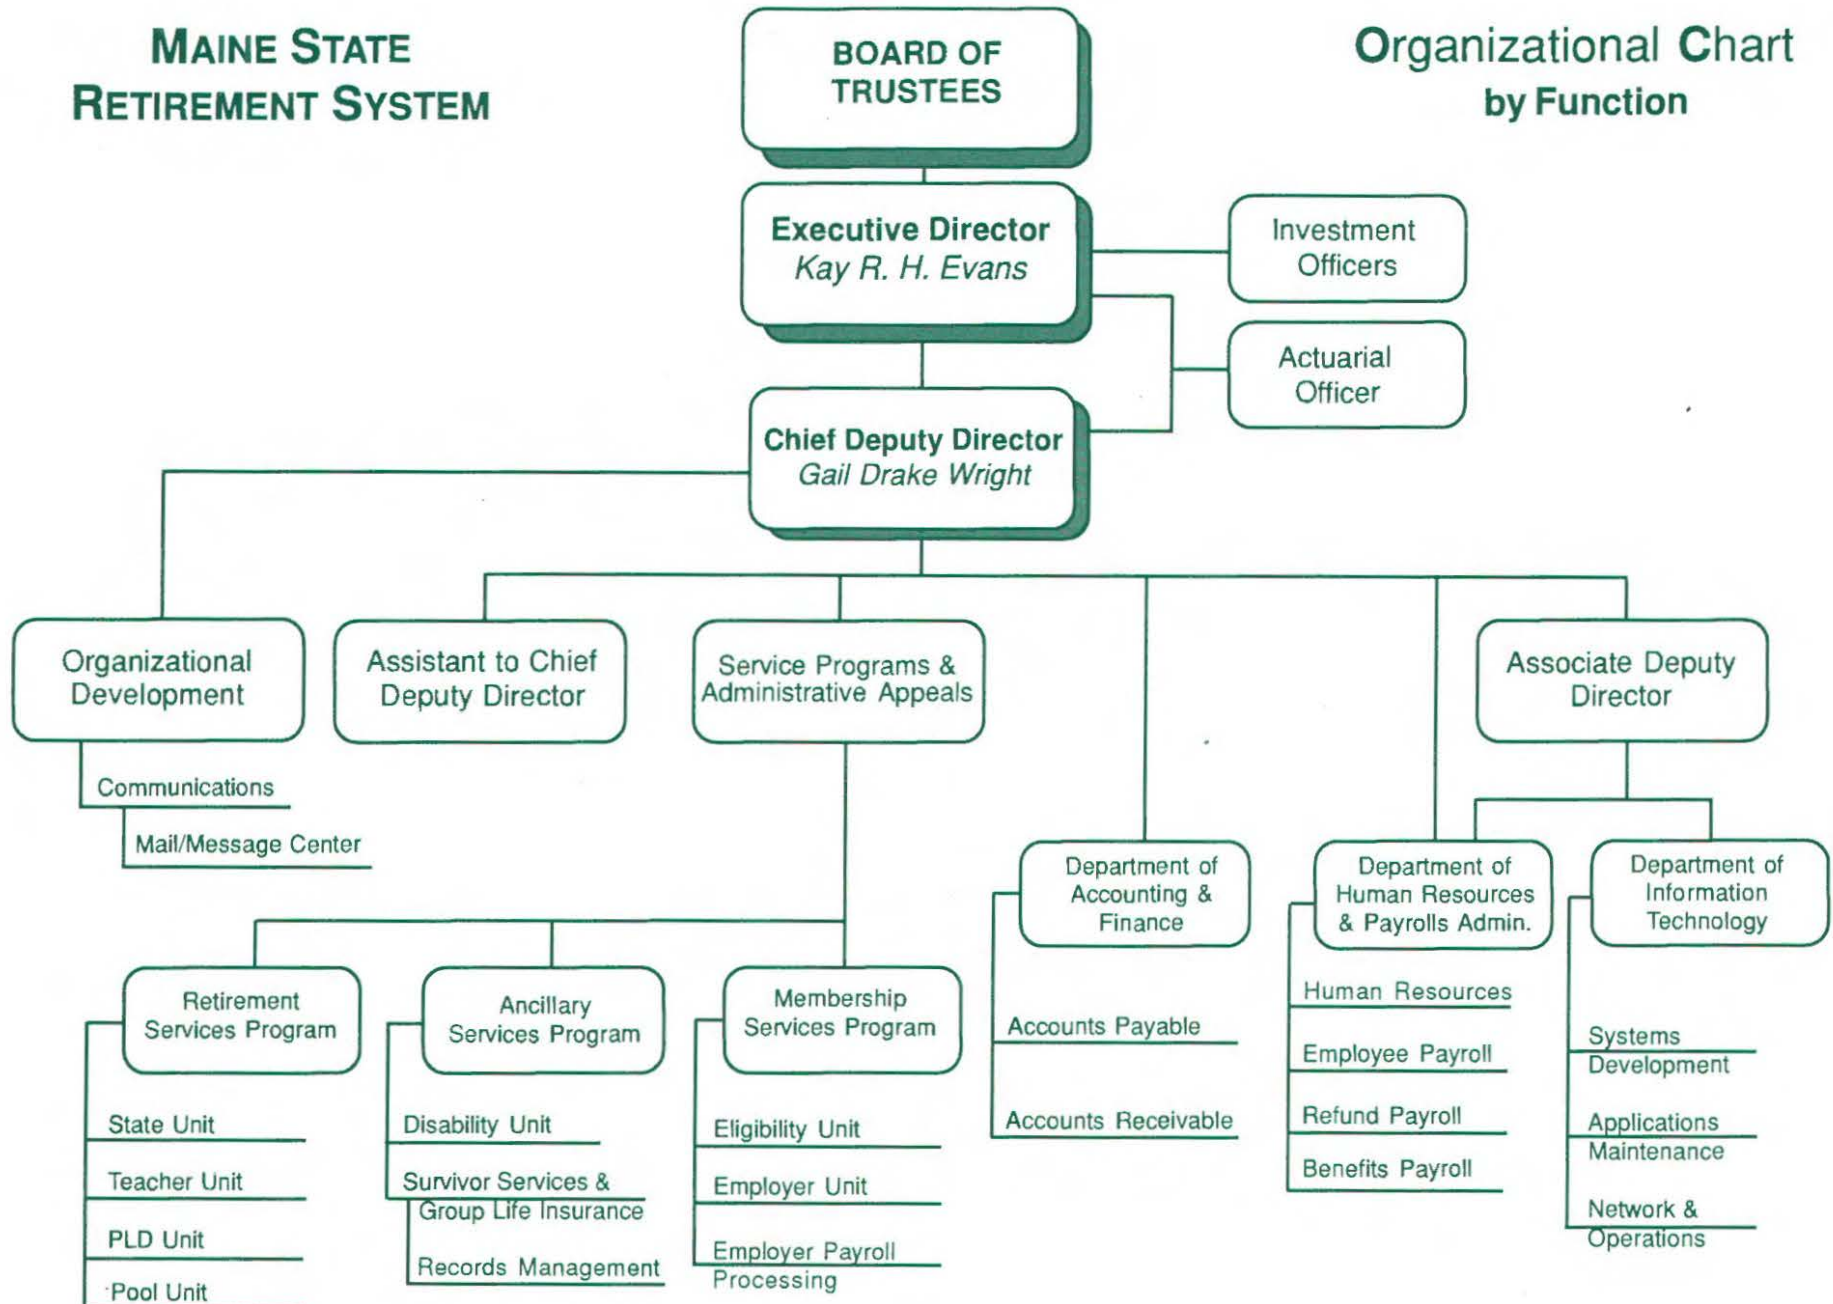 MAINE STATE
RETIREMENT SYSTEM
Organizational Chart
by Function
BOARD OF
TRUSTEES
Executive Director
Kay R. H. Evans
Investment
Officers
Actuarial
Officer
Chief Deputy Director
Gail Drake Wright
Organizational
Development
Communications
Mail/Message Center
Assistant to Chief
Deputy Director
Service Programs &
Administrative Appeals
Associate Deputy
Director
Retirement
Services Program
State Unit
Teacher Unit
PLD Unit
Pool Unit
Ancillary
Services Program
Disability Unit
Survivor Services &
Group Life Insurance
Records Management
Membership
Services Program
Eligibility Unit
Employer Unit
Employer Payroll
Processing
Department of
Accounting &
Finance
Accounts Payable
Accounts Receivable
Department of
Human Resources
& Payrolls Admin.
Human Resources
Employee Payroll
Refund Payroll
Benefits Payroll
Department of
Information
Technology
Systems
Development
Applications
Maintenance
Network &
Operations